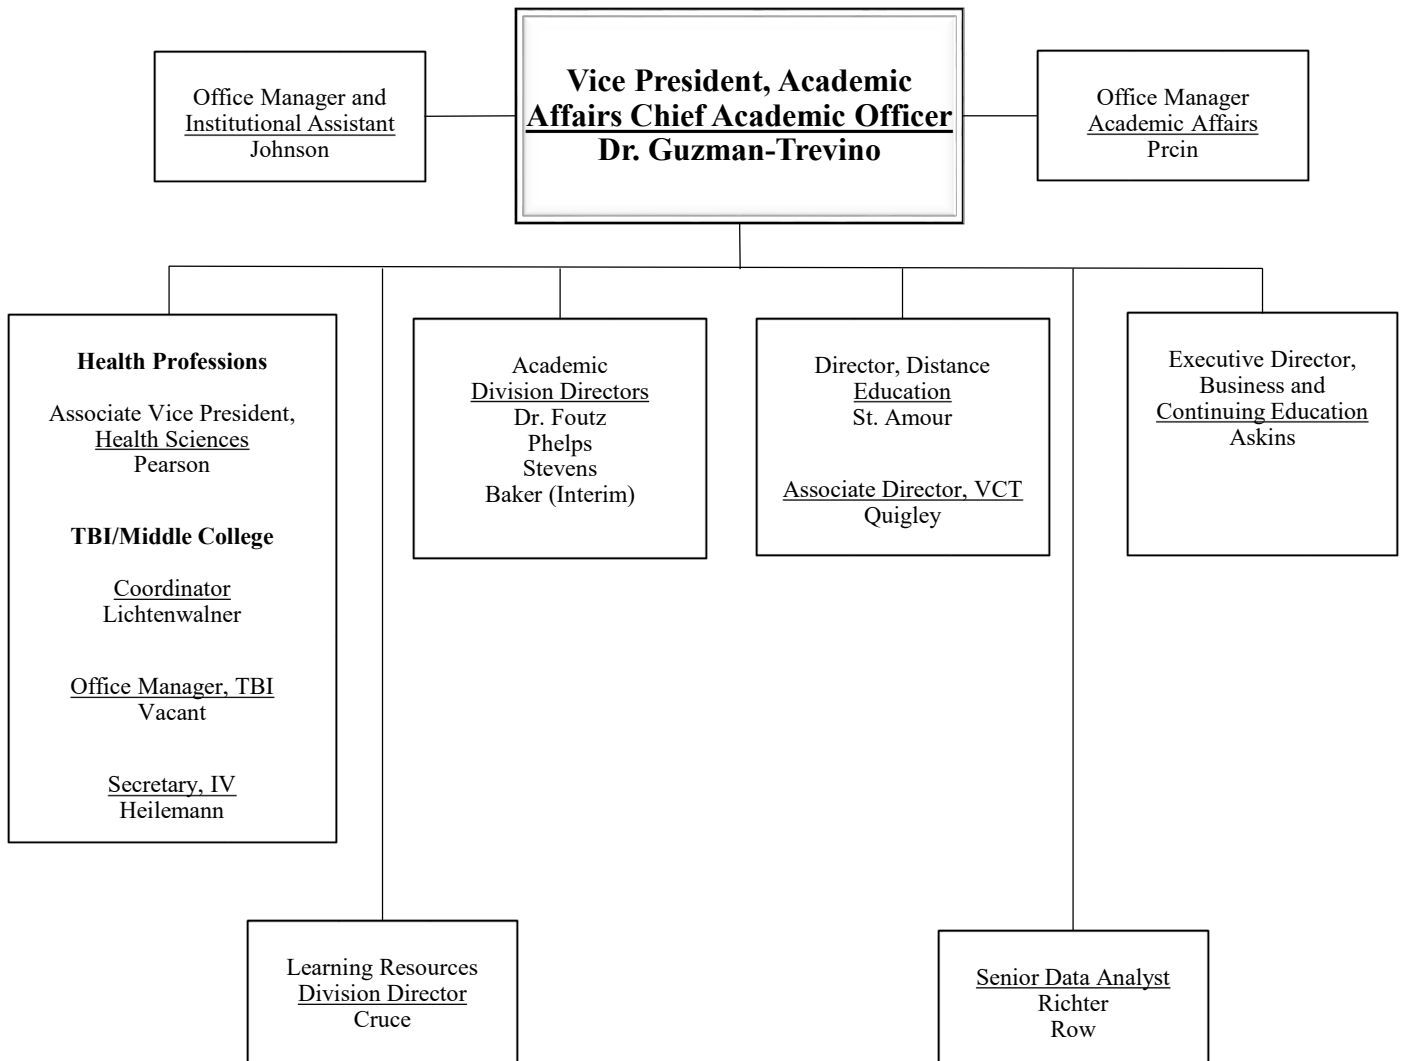 Office Manager and
Institutional Assistant
Johnson
Vice President, Academic
Affairs Chief Academic Officer
Dr. Guzman-Trevino
Office Manager
Academic Affairs
Prcin
Health Professions
Associate Vice President,
Health Sciences
Pearson
TBI/Middle College
Coordinator
Lichtenwalner
Office Manager, TBI
Vacant
Secretary, IV
Heilemann
Academic
Division Directors
Dr. Foutz
Phelps
Stevens
Baker (Interim)
Director, Distance
Education
St. Amour
Associate Director, VCT
Quigley
Executive Director,
Business and
Continuing Education
Askins
Learning Resources
Division Director
Cruce
Senior Data Analyst
Richter
Row